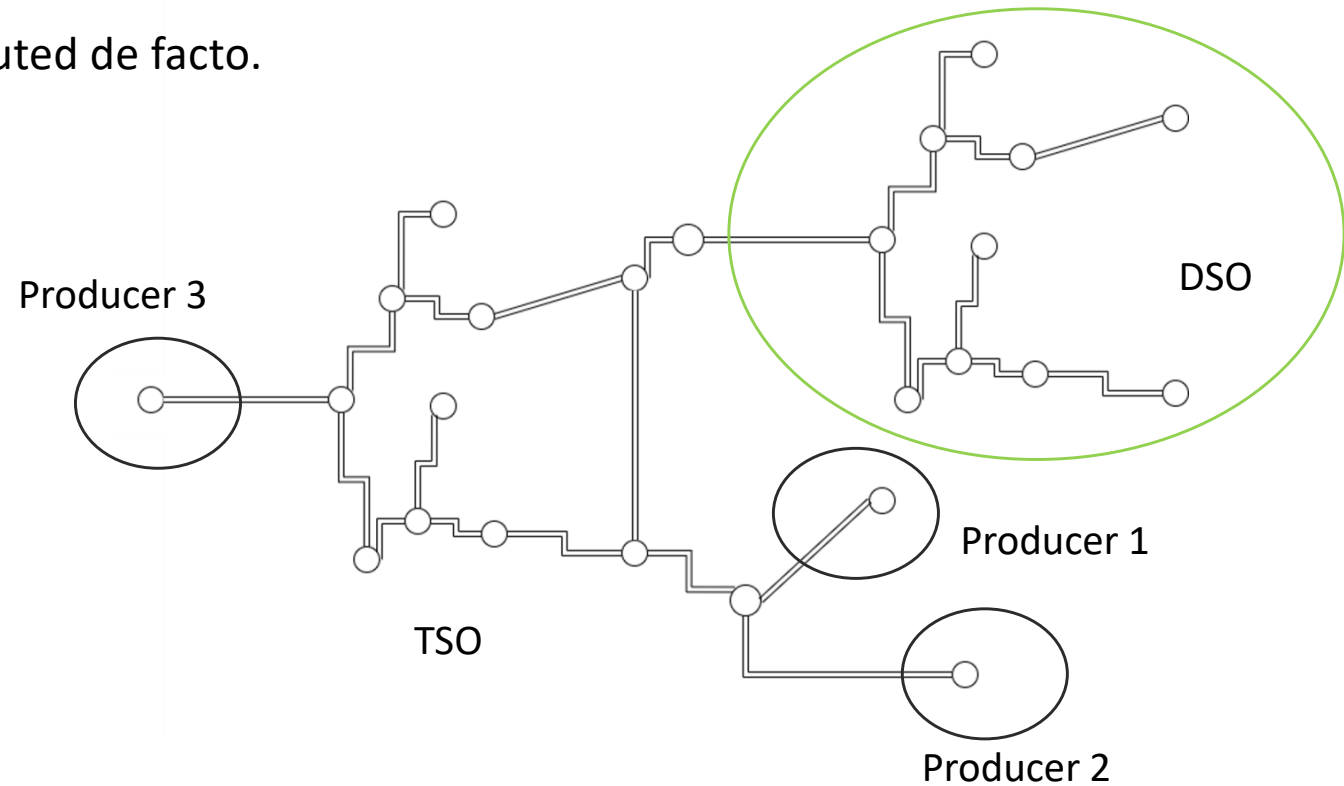 uted de facto.
DSO
Producer 3
Producer 1
TSO
Producer 2